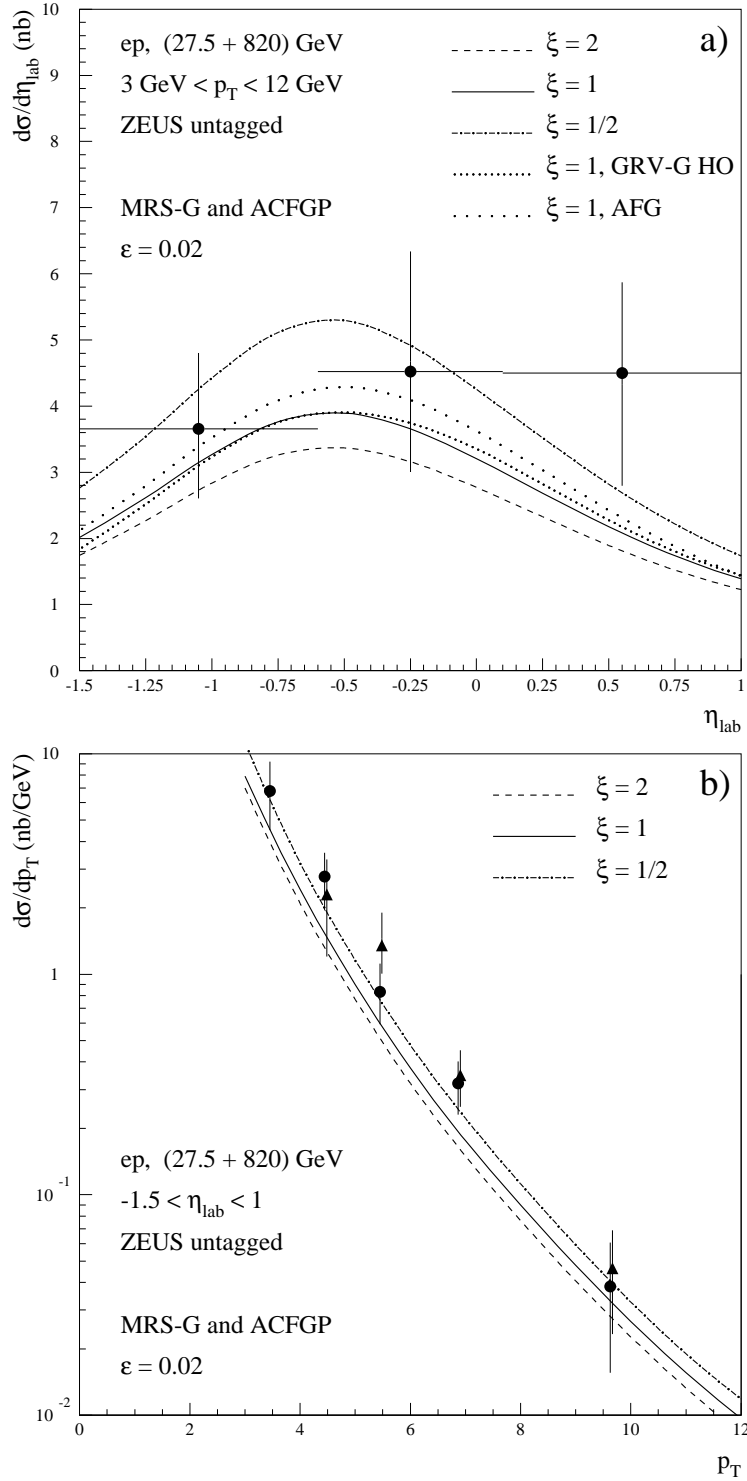 a)
dσ/dη_lab (nb)
ep, (27.5 + 820) GeV
3 GeV < p_T < 12 GeV
ZEUS untagged
MRS-G and ACFGP
ε = 0.02
ξ = 2
ξ = 1
ξ = 1/2
ξ = 1, GRV-G HO
ξ = 1, AFG
10
9
8
7
6
5
4
3
2
1
0
-1.5 -1.25 -1 -0.75 -0.5 -0.25 0 0.25 0.5 0.75 1
η_lab
b)
dσ/dp_T (nb/GeV)
ξ = 2
ξ = 1
ξ = 1/2
10
1
10^-1
10^-2
ep, (27.5 + 820) GeV
-1.5 < η_lab < 1
ZEUS untagged
MRS-G and ACFGP
ε = 0.02
0 2 4 6 8 10 12
p_T